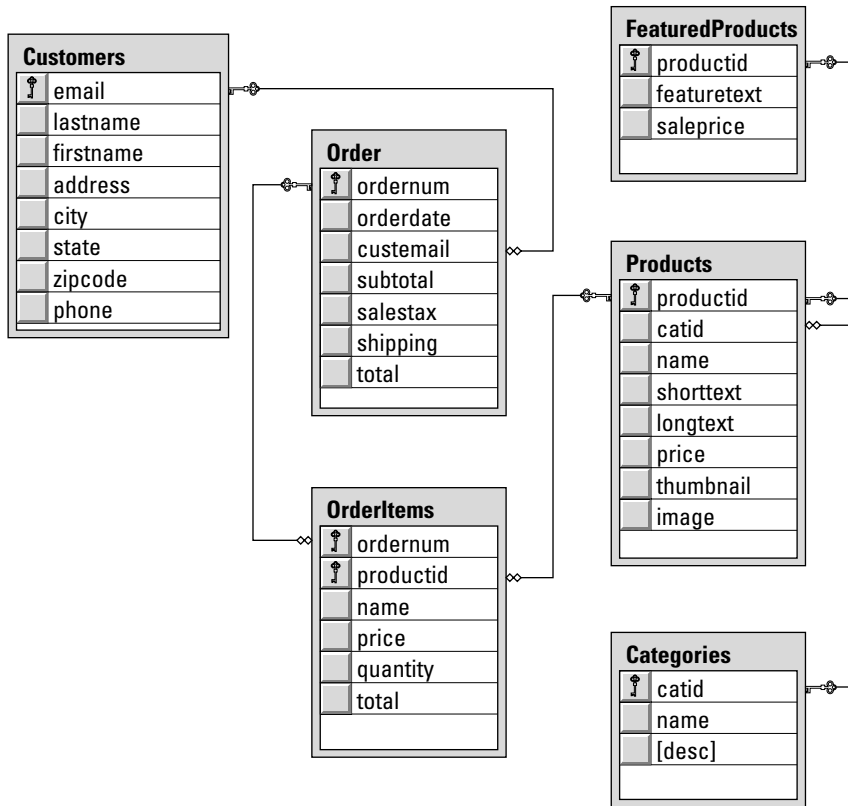 Customers
email
lastname
firstname
address
city
state
zipcode
phone
Order
ordernum
orderdate
custemail
subtotal
salestax
shipping
total
OrderItems
ordernum
productid
name
price
quantity
total
FeaturedProducts
productid
featuretext
saleprice
Products
productid
catid
name
shorttext
longtext
price
thumbnail
image
Categories
catid
name
[desc]